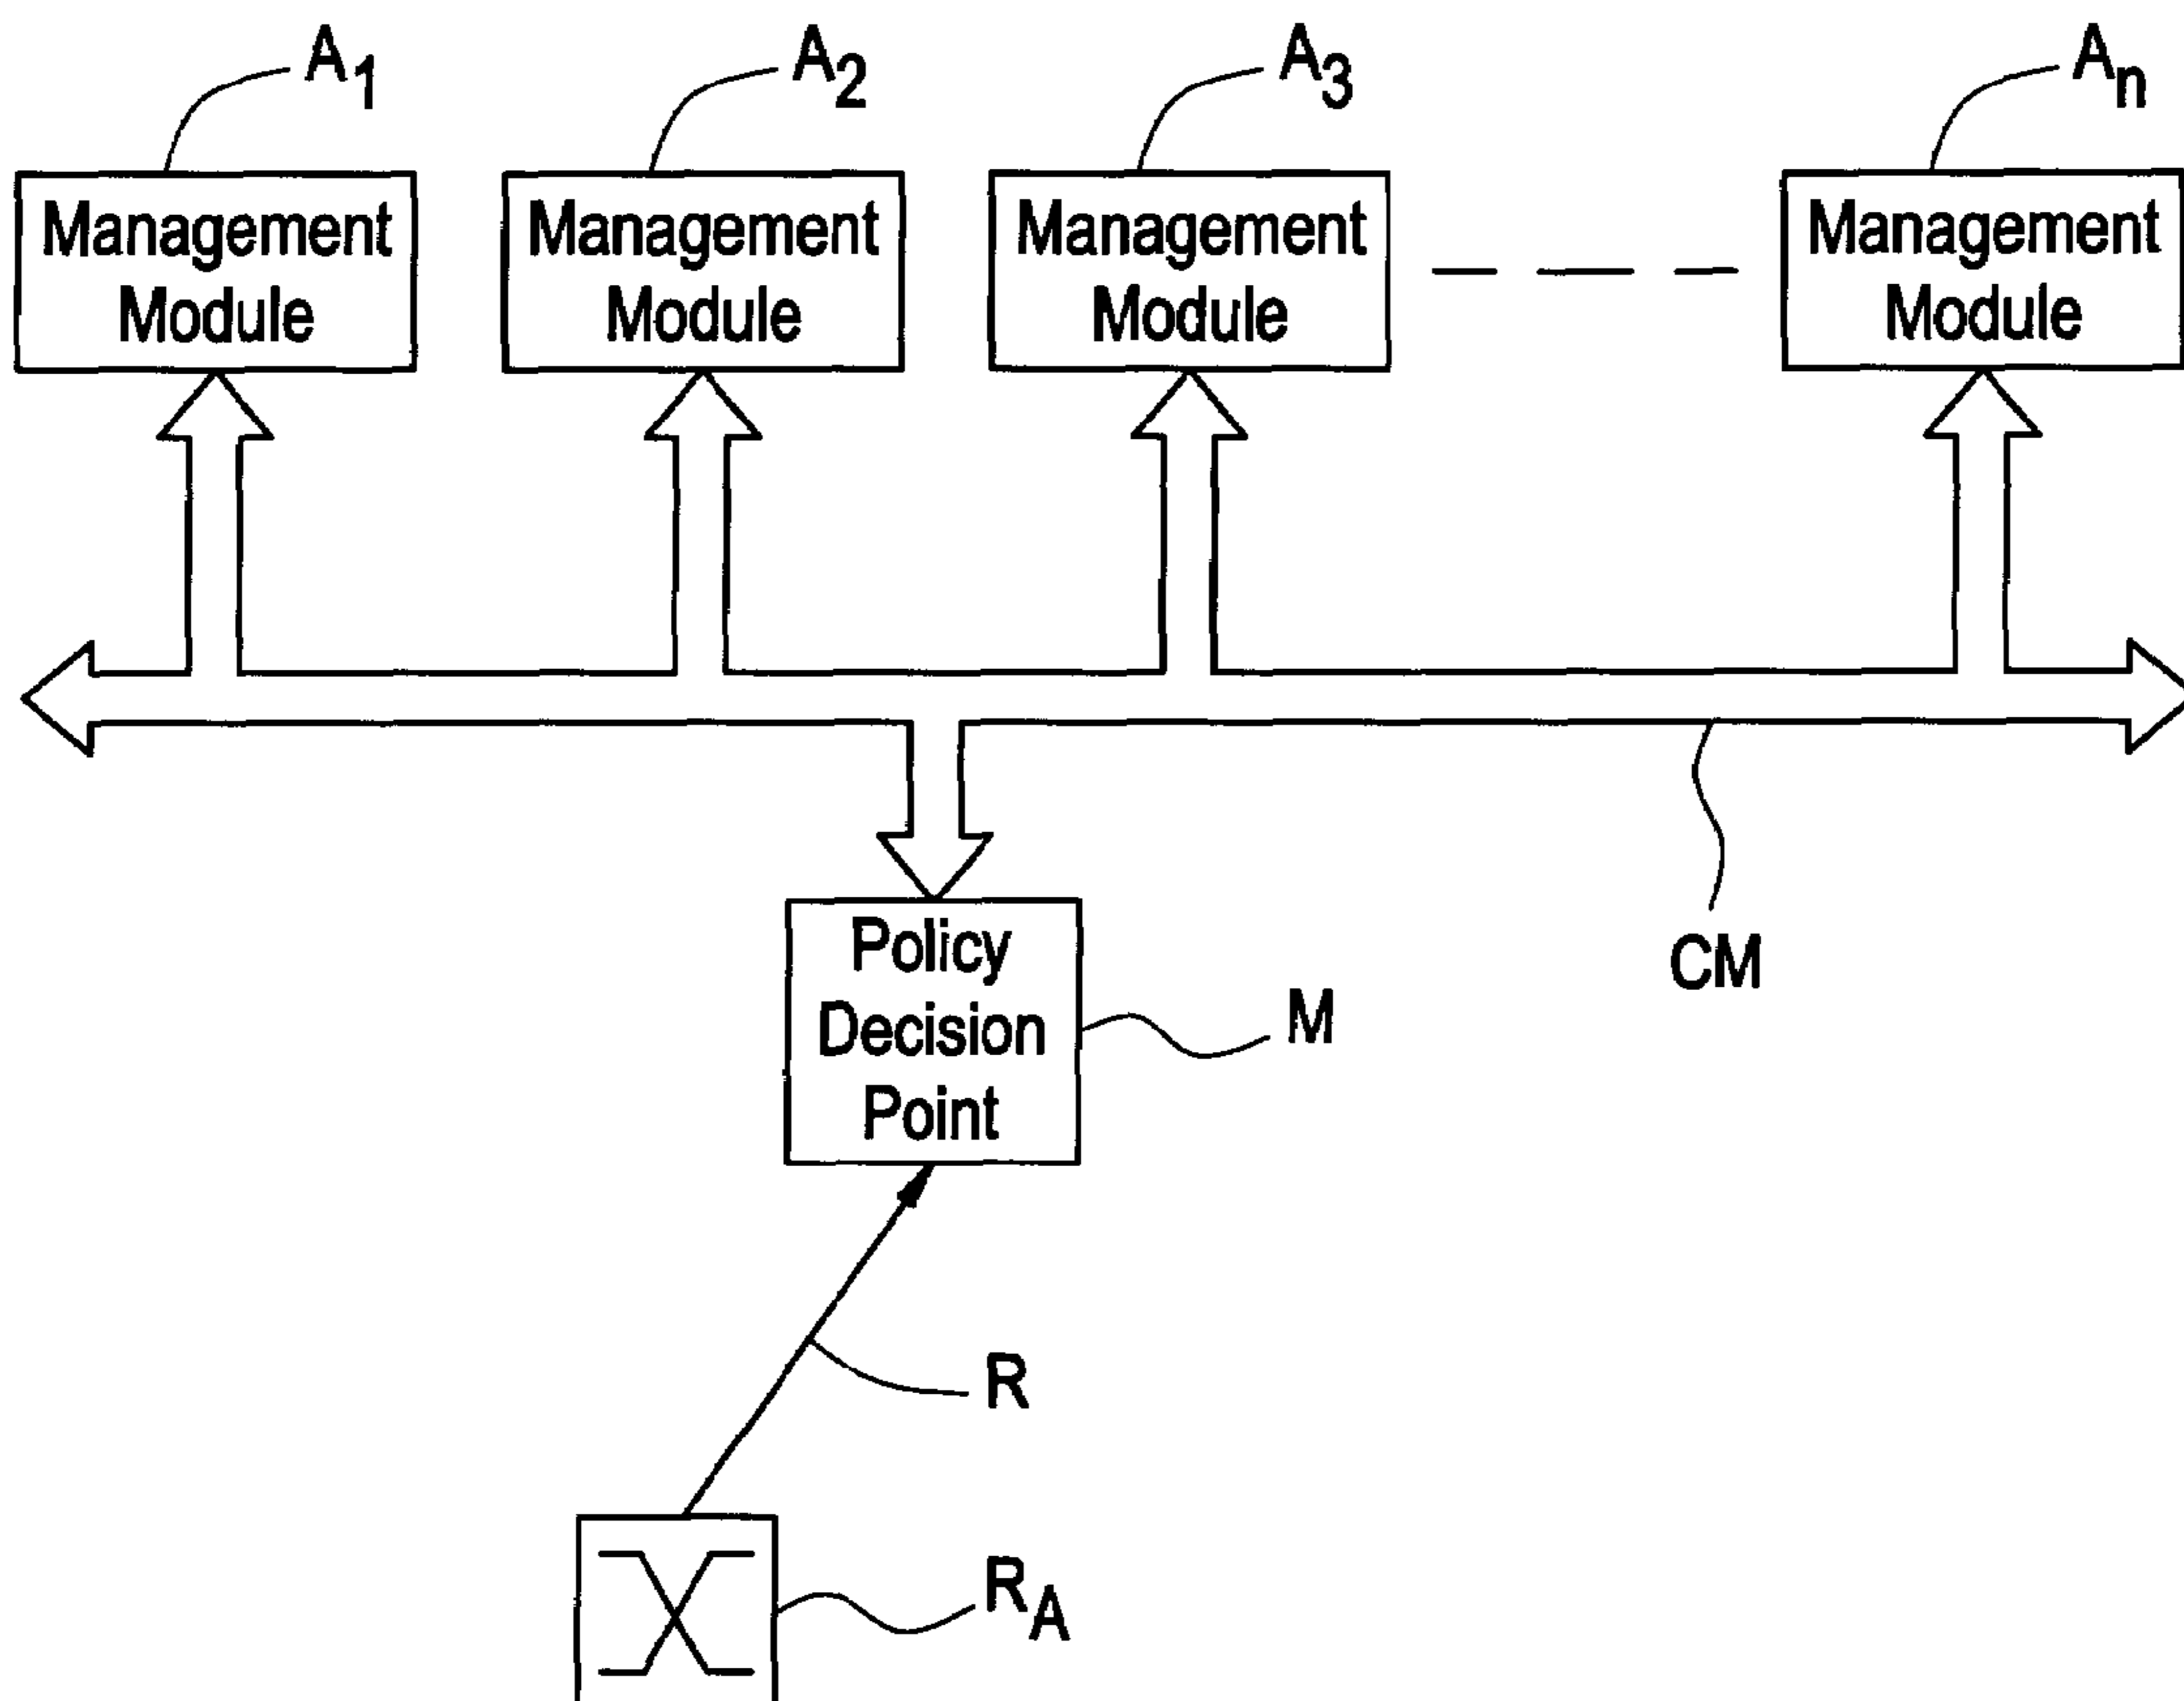 A1
A2
A3
An
Management
Module
Management
Module
Management
Module
Management
Module
CM
Policy
Decision
Point
M
R
RA